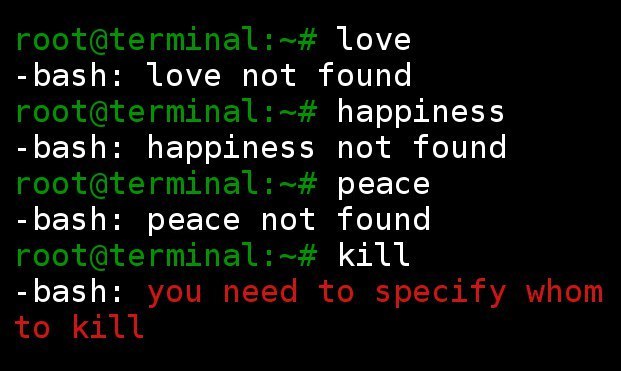 root@terminal:~# love
-bash: love not found
root@terminal:~# happiness
-bash: happiness not found
root@terminal:~# peace
-bash: peace not found
root@terminal:~# kill
-bash: you need to specify whom
to kill